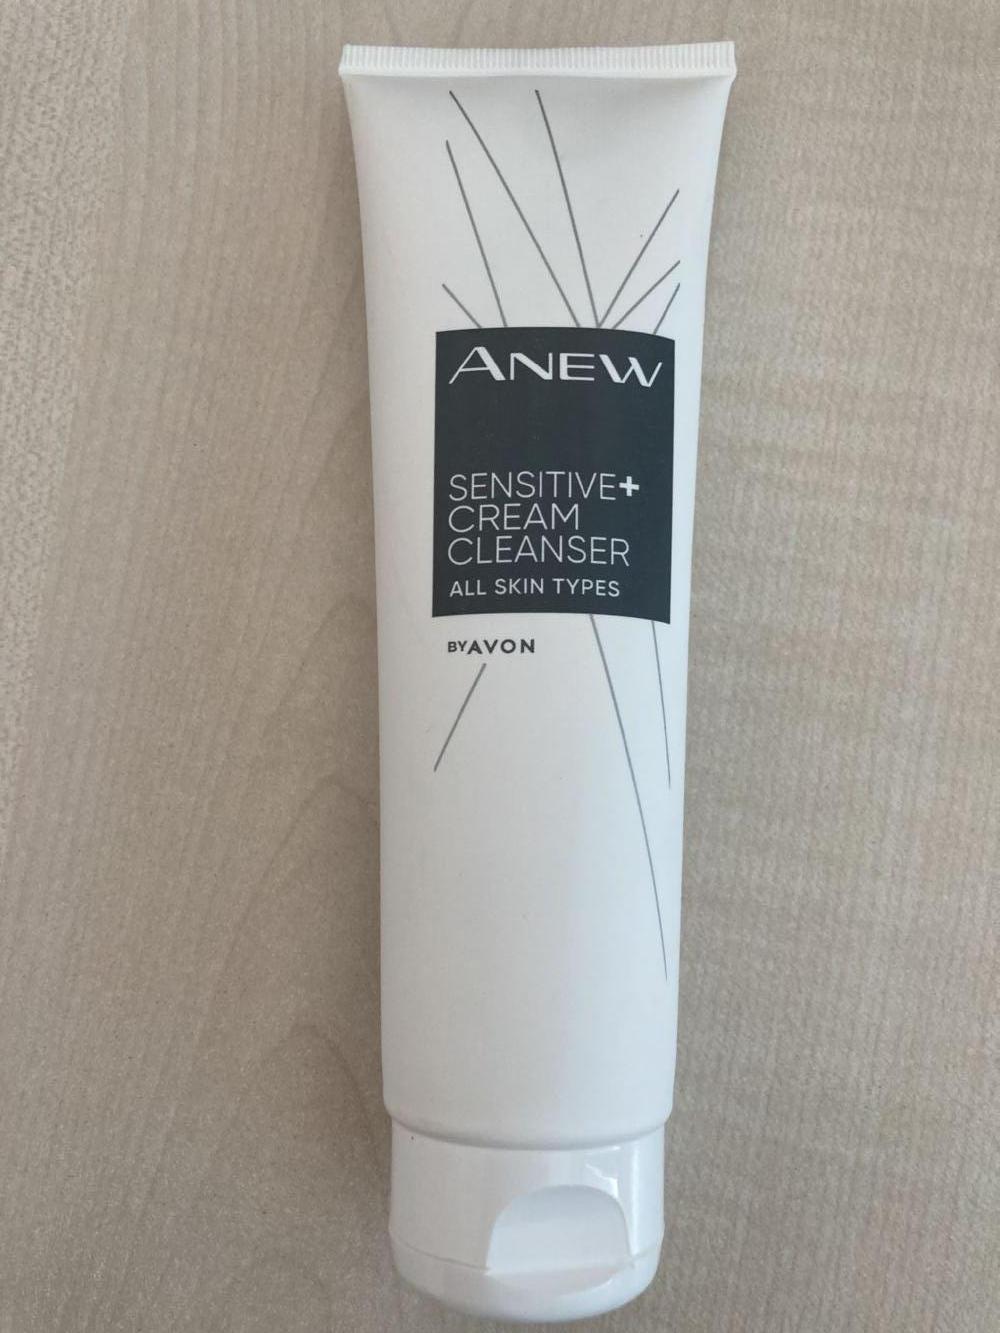 ANEW
SENSITIVE+
CREAM
CLEANSER
ALL SKIN TYPES
BY AVON